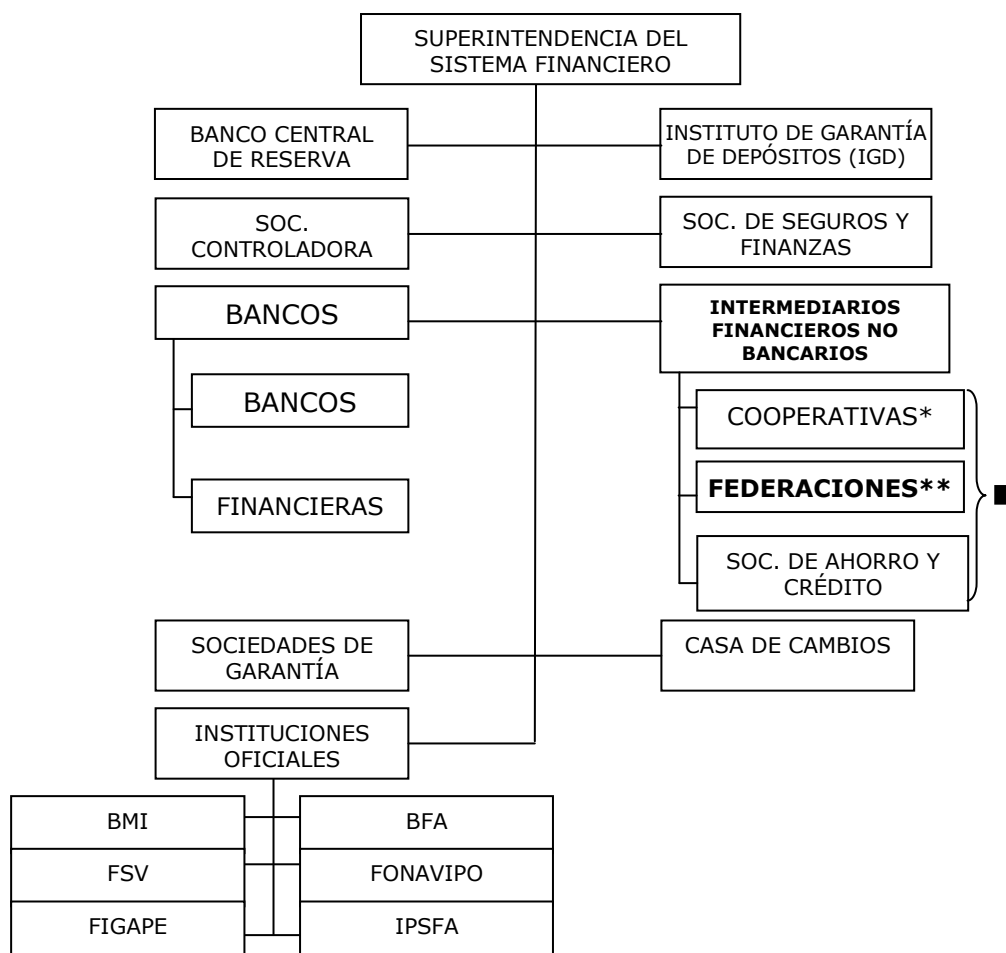 SUPERINTENDENCIA DEL
SISTEMA FINANCIERO
BANCO CENTRAL
DE RESERVA
INSTITUTO DE GARANTÍA
DE DEPÓSITOS (IGD)
SOC.
CONTROLADORA
SOC. DE SEGUROS Y
FINANZAS
BANCOS
INTERMEDIARIOS
FINANCIEROS NO
BANCARIOS
BANCOS
COOPERATIVAS*
FINANCIERAS
FEDERACIONES**
SOC. DE AHORRO Y
CRÉDITO
SOCIEDADES DE
GARANTÍA
CASA DE CAMBIOS
INSTITUCIONES
OFICIALES
BMI
BFA
FSV
FONAVIPO
FIGAPE
IPSFA